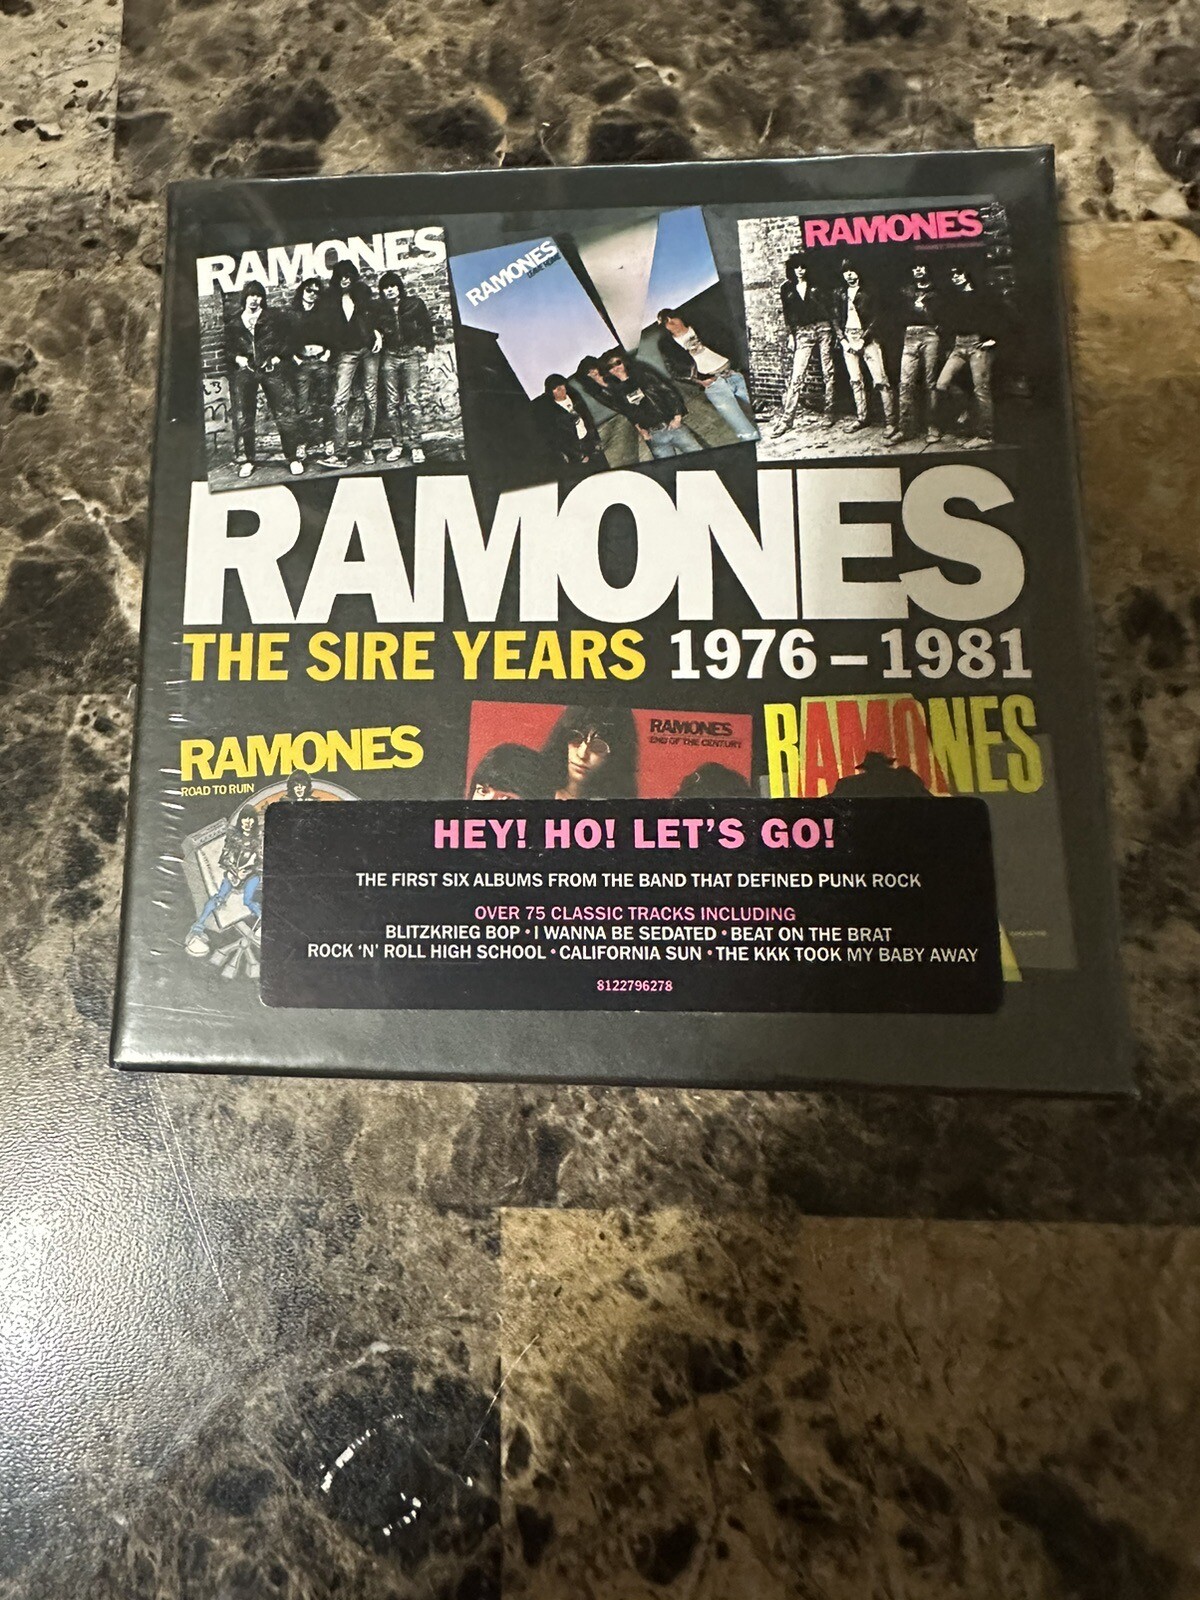 RAMONES
RAMONES
LEAVE HOME
RAMONES
RAMONES
THE SIRE YEARS 1976–1981
RAMONES
ROAD TO RUIN
RAMONES
END OF THE CENTURY
RAMONES
HEY! HO! LET'S GO!
THE FIRST SIX ALBUMS FROM THE BAND THAT DEFINED PUNK ROCK
OVER 75 CLASSIC TRACKS INCLUDING
BLITZKRIEG BOP • I WANNA BE SEDATED • BEAT ON THE BRAT
ROCK 'N' ROLL HIGH SCHOOL • CALIFORNIA SUN • THE KKK TOOK MY BABY AWAY
8122796278